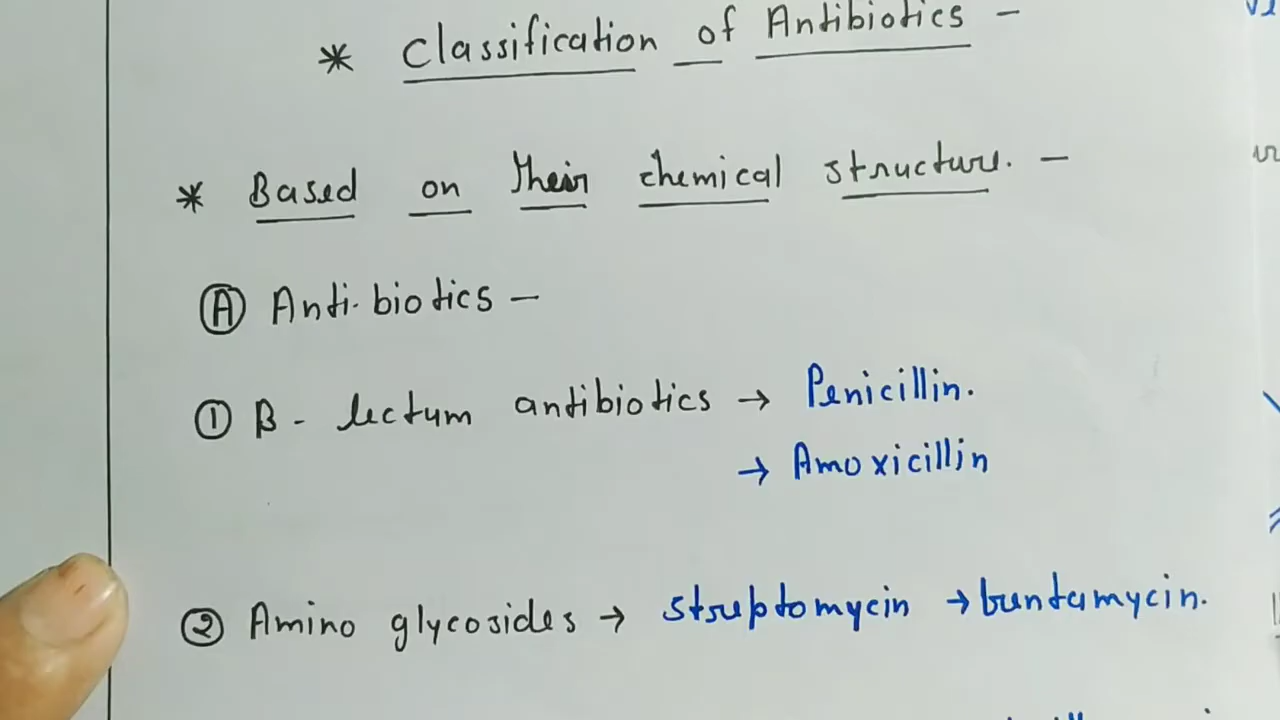 * Classification of Antibiotics -
* Based on their chemical structure. -
Ⓐ Anti-biotics -
① B - lectum antibiotics → Penicillin.
→ Amoxicillin
② Amino glycosides → streptomycin → buntamycin.